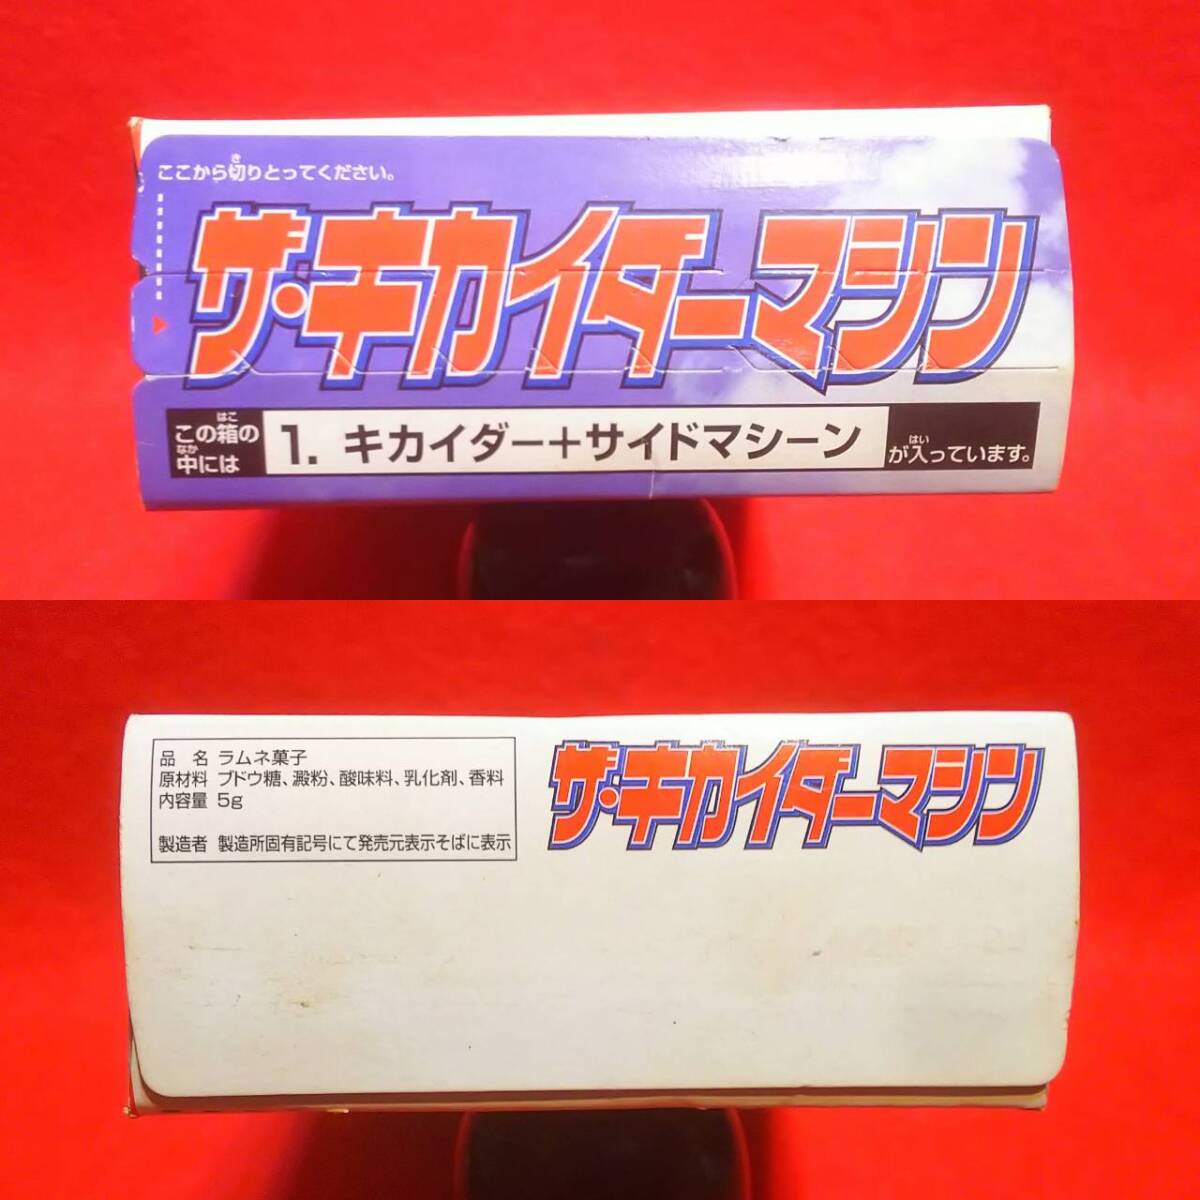 ここから切りとってください。
ザ・キカイダーマシン
この箱の中には
1. キカイダー+サイドマシーン
が入っています。
品 名 ラムネ菓子
原材料 ブドウ糖、澱粉、酸味料、乳化剤、香料
内容量 5g
製造者 製造所固有記号にて発売元表示そばに表示
ザ・キカイダーマシン